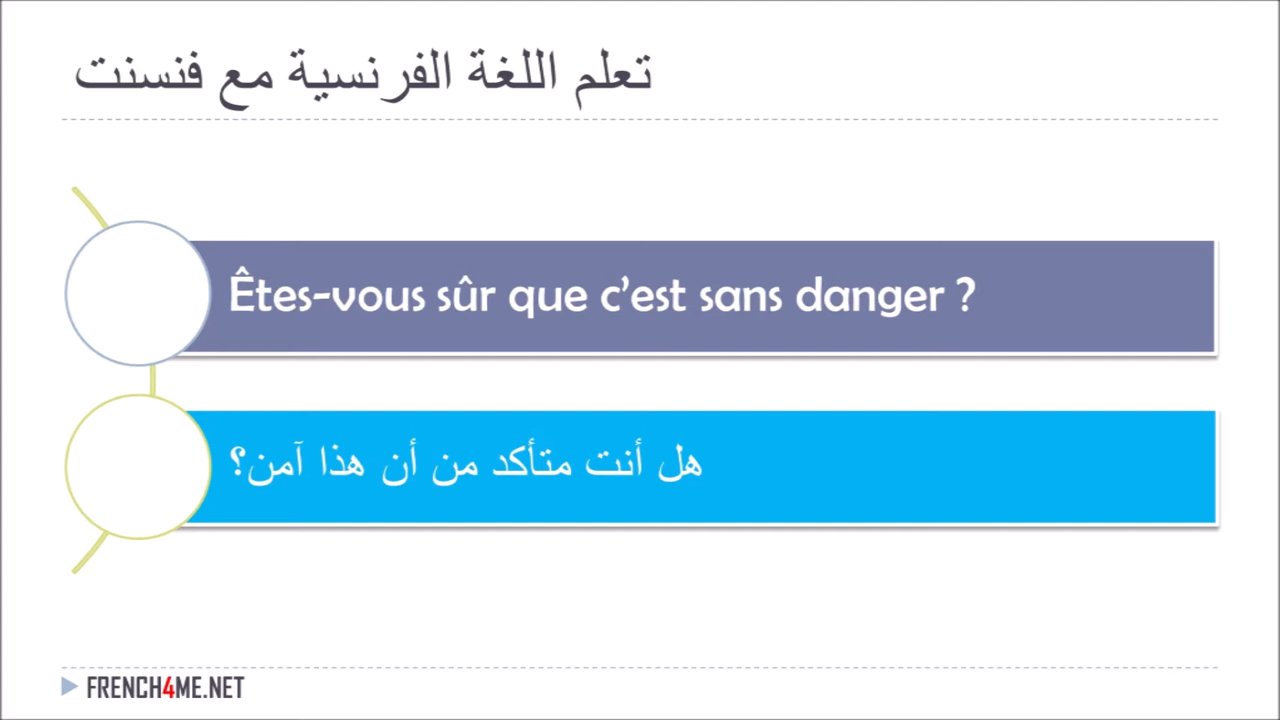 تعلم اللغة الفرنسية مع فنسنت
Êtes-vous sûr que c’est sans danger ?
هل أنت متأكد من أن هذا آمن؟
FRENCH4ME.NET